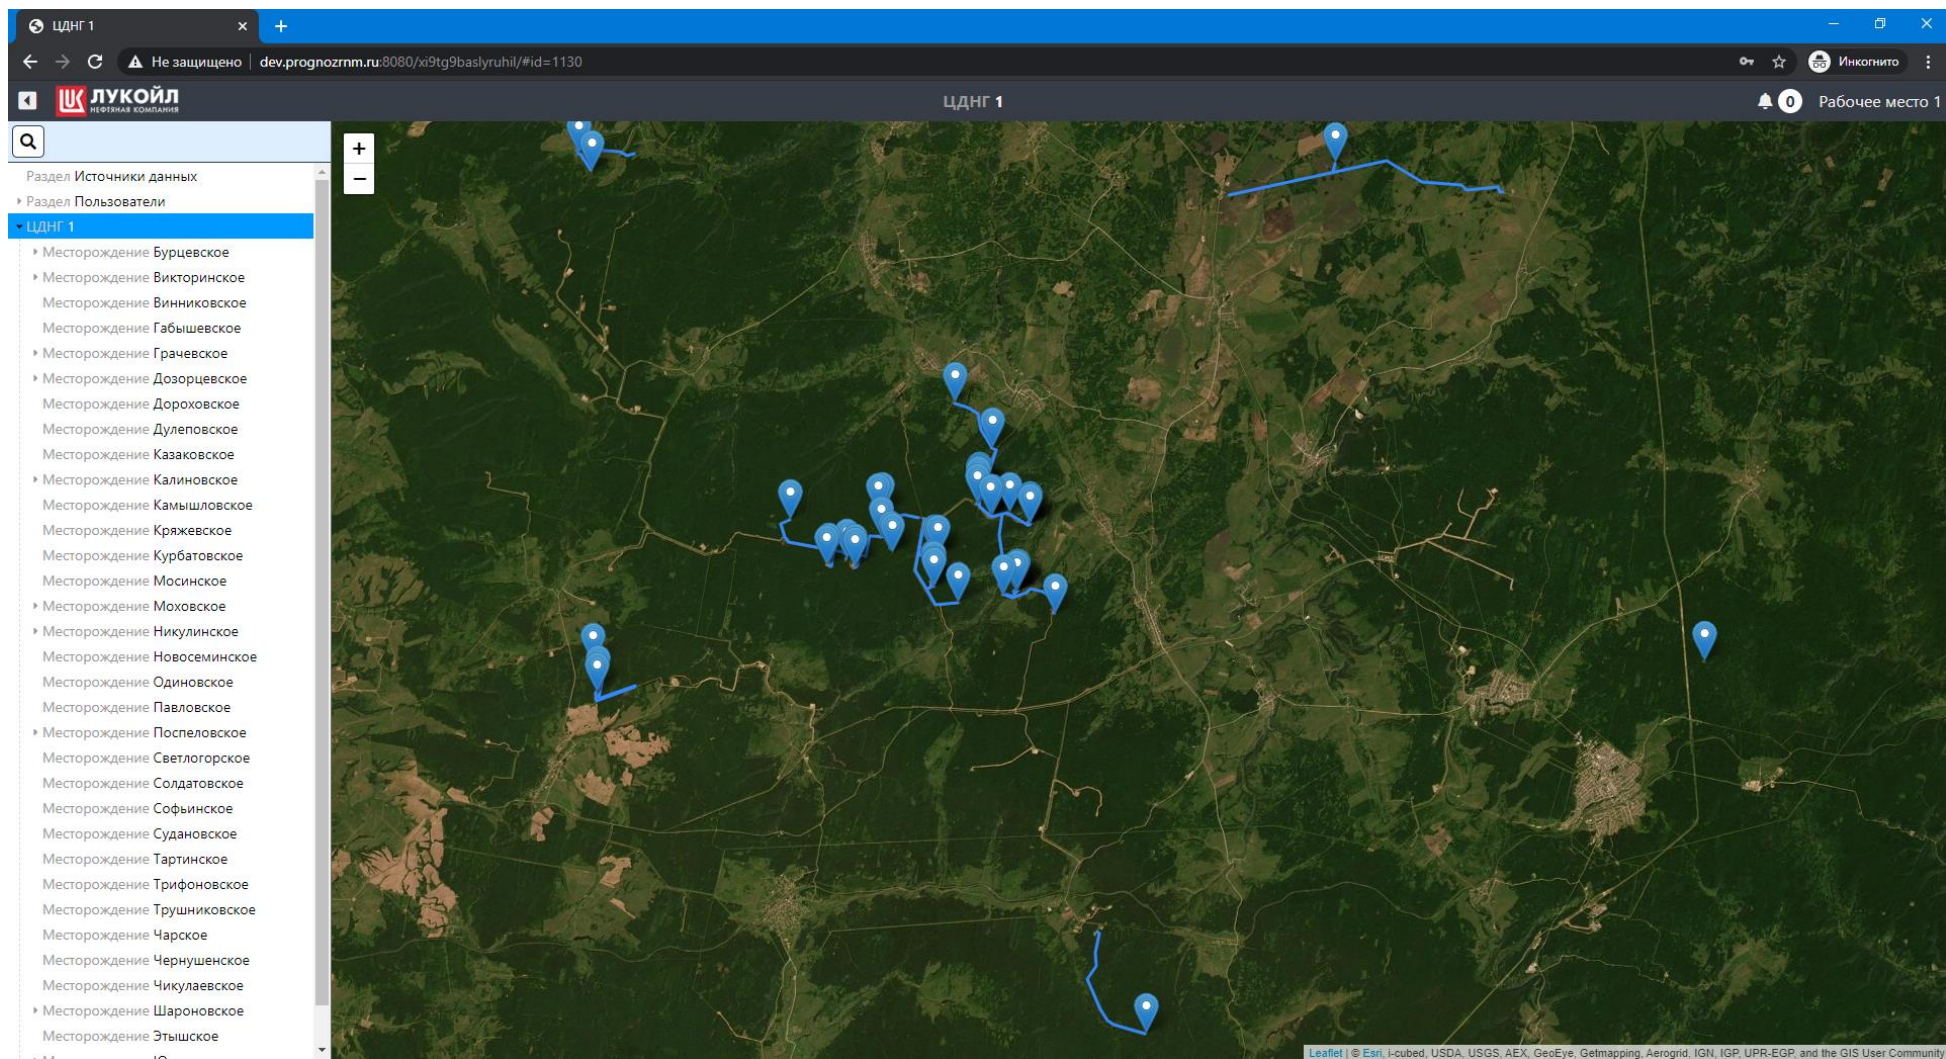 ЦДНГ 1
Не защищено | dev.prognozrnm.ru:8080/xi9tg9baslyruhil/#id=1130
Инкогнито
ЛУКОЙЛ
НЕФТЯНАЯ КОМПАНИЯ
ЦДНГ 1
0 Рабочее место 1
+
−
Раздел Источники данных
Раздел Пользователи
ЦДНГ 1
Месторождение Бурцевское
Месторождение Викторинское
Месторождение Винниковское
Месторождение Габышевское
Месторождение Грачевское
Месторождение Дозорцевское
Месторождение Дороховское
Месторождение Дулеповское
Месторождение Казаковское
Месторождение Калиновское
Месторождение Камышловское
Месторождение Кряжевское
Месторождение Курбатовское
Месторождение Мосинское
Месторождение Моховское
Месторождение Никулинское
Месторождение Новосеминское
Месторождение Одиновское
Месторождение Павловское
Месторождение Поспеловское
Месторождение Светлогорское
Месторождение Солдатовское
Месторождение Софьинское
Месторождение Судановское
Месторождение Тартинское
Месторождение Трифоновское
Месторождение Трушниковское
Месторождение Чарское
Месторождение Чернушенское
Месторождение Чикулаевское
Месторождение Шароновское
Месторождение Этышское
Leaflet | © Esri, i-cubed, USDA, USGS, AEX, GeoEye, Getmapping, Aerogrid, IGN, IGP, UPR-EGP, and the GIS User Communit